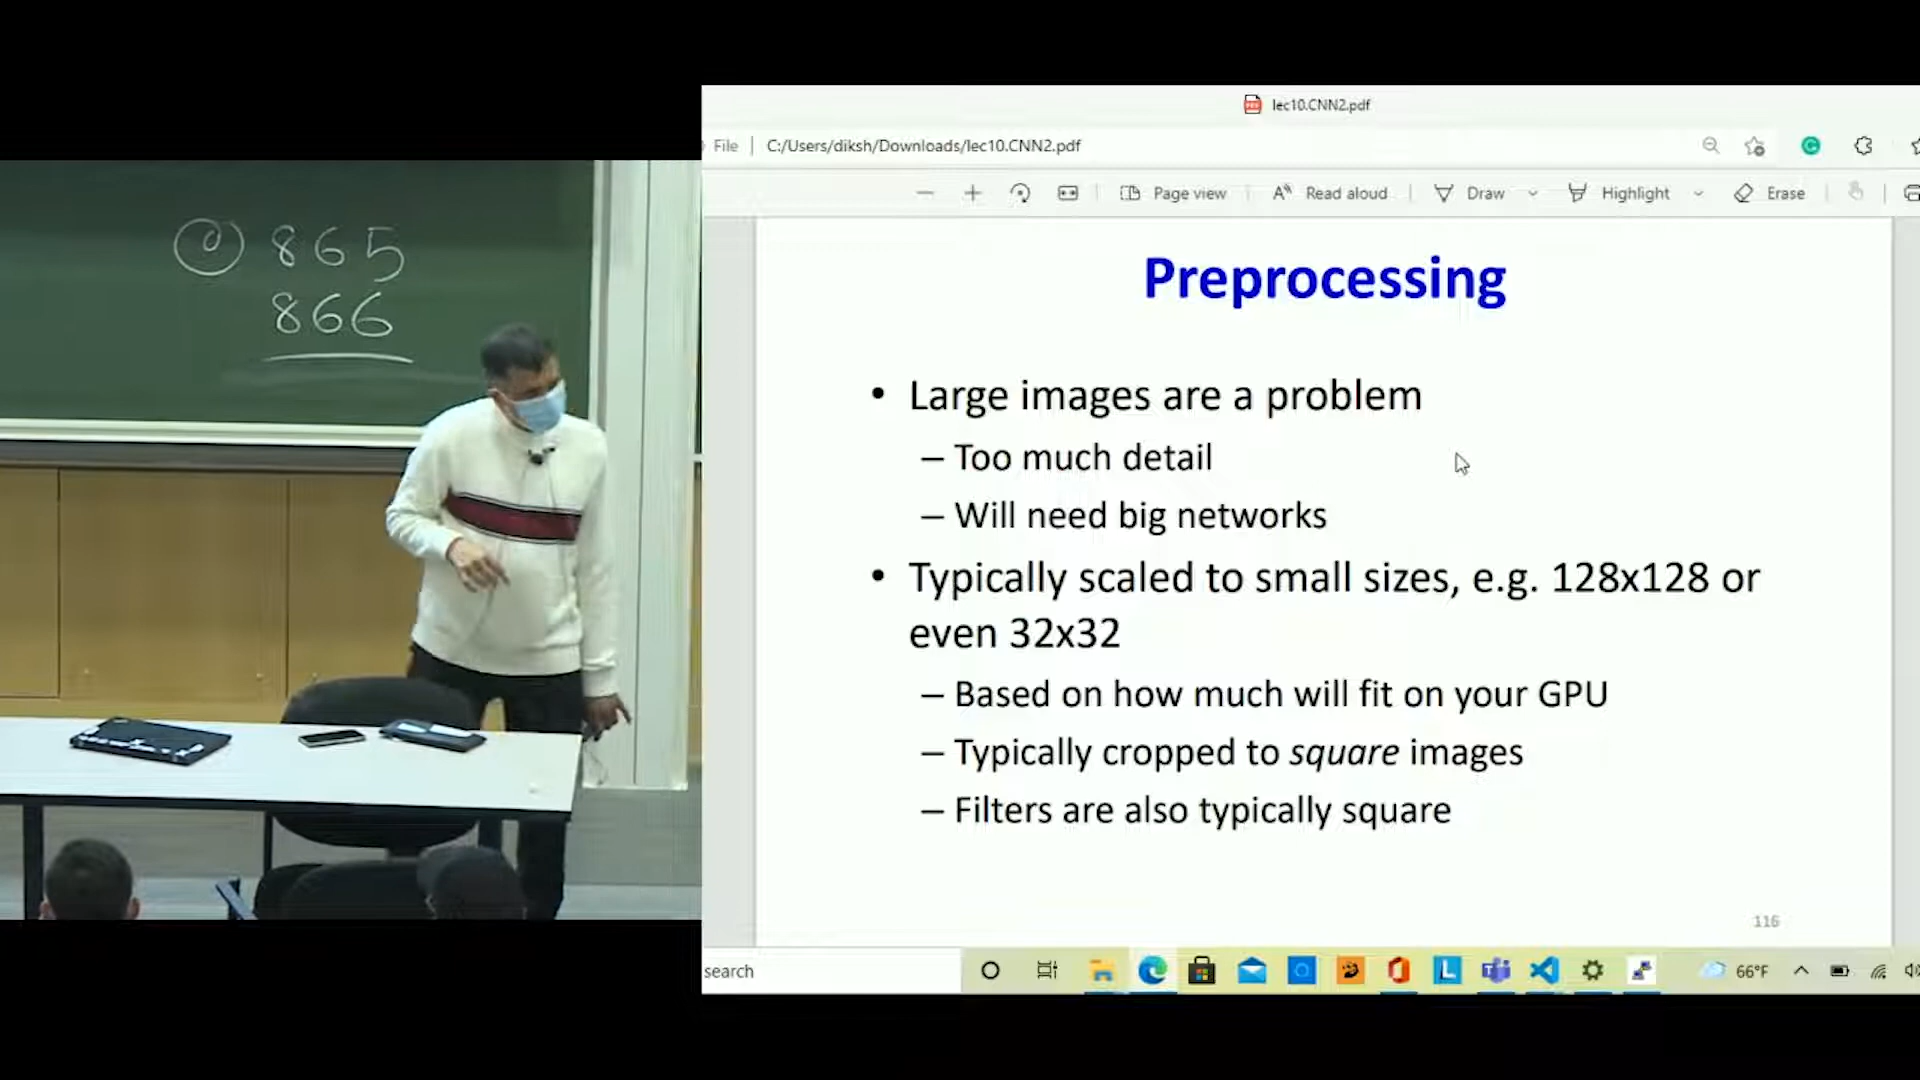 @ 865
866
lec10.CNN2.pdf
File | C:/Users/diksh/Downloads/lec10.CNN2.pdf
Page view
Read aloud
Draw
Highlight
Erase
Preprocessing
• Large images are a problem
– Too much detail
– Will need big networks
• Typically scaled to small sizes, e.g. 128x128 or
even 32x32
– Based on how much will fit on your GPU
– Typically cropped to square images
– Filters are also typically square
116
search
66°F